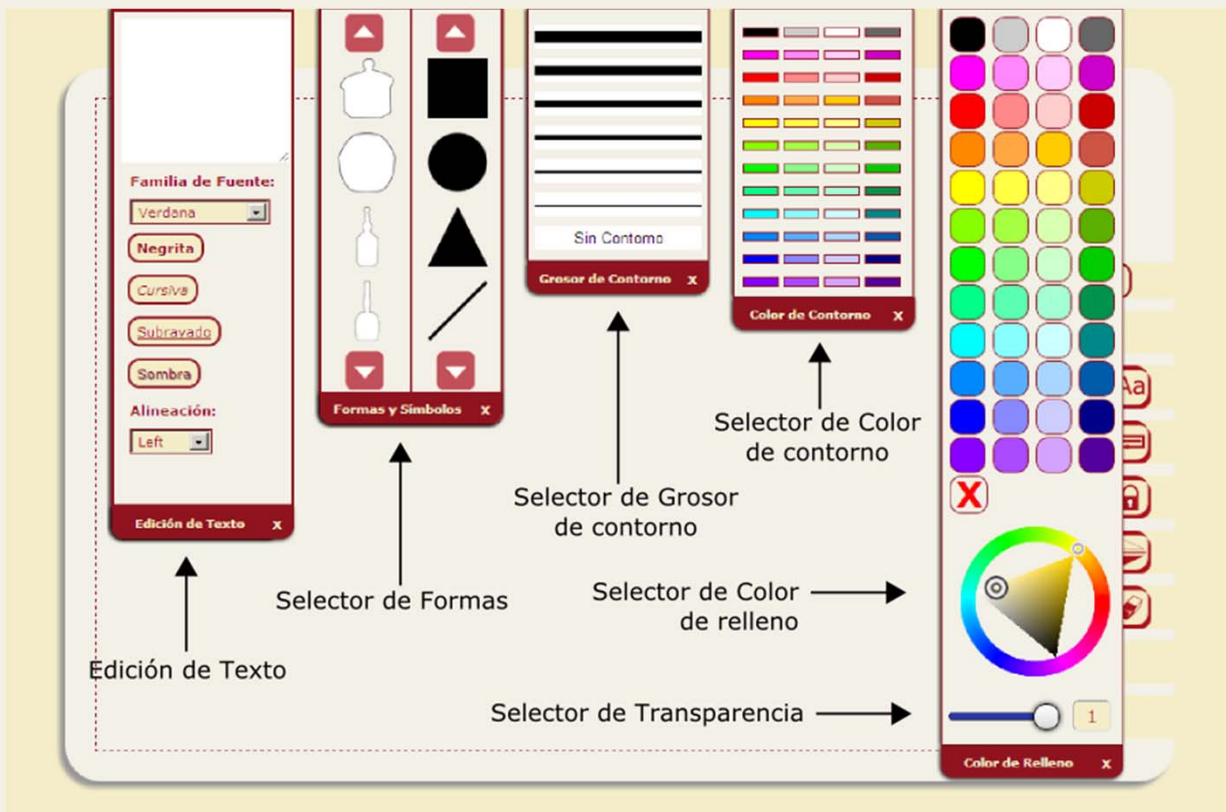 Familia de Fuente:
Verdana
Negrita
Cursiva
Subrayado
Sombra
Alineación:
Left
Edición de Texto x
Formas y Símbolos x
Sin Contorno
Grosor de Contorno x
Color de Contorno x
X
1
Color de Relleno x
Aa
Edición de Texto
Selector de Formas
Selector de Grosor
de contorno
Selector de Color
de contorno
Selector de Color
de relleno
Selector de Transparencia